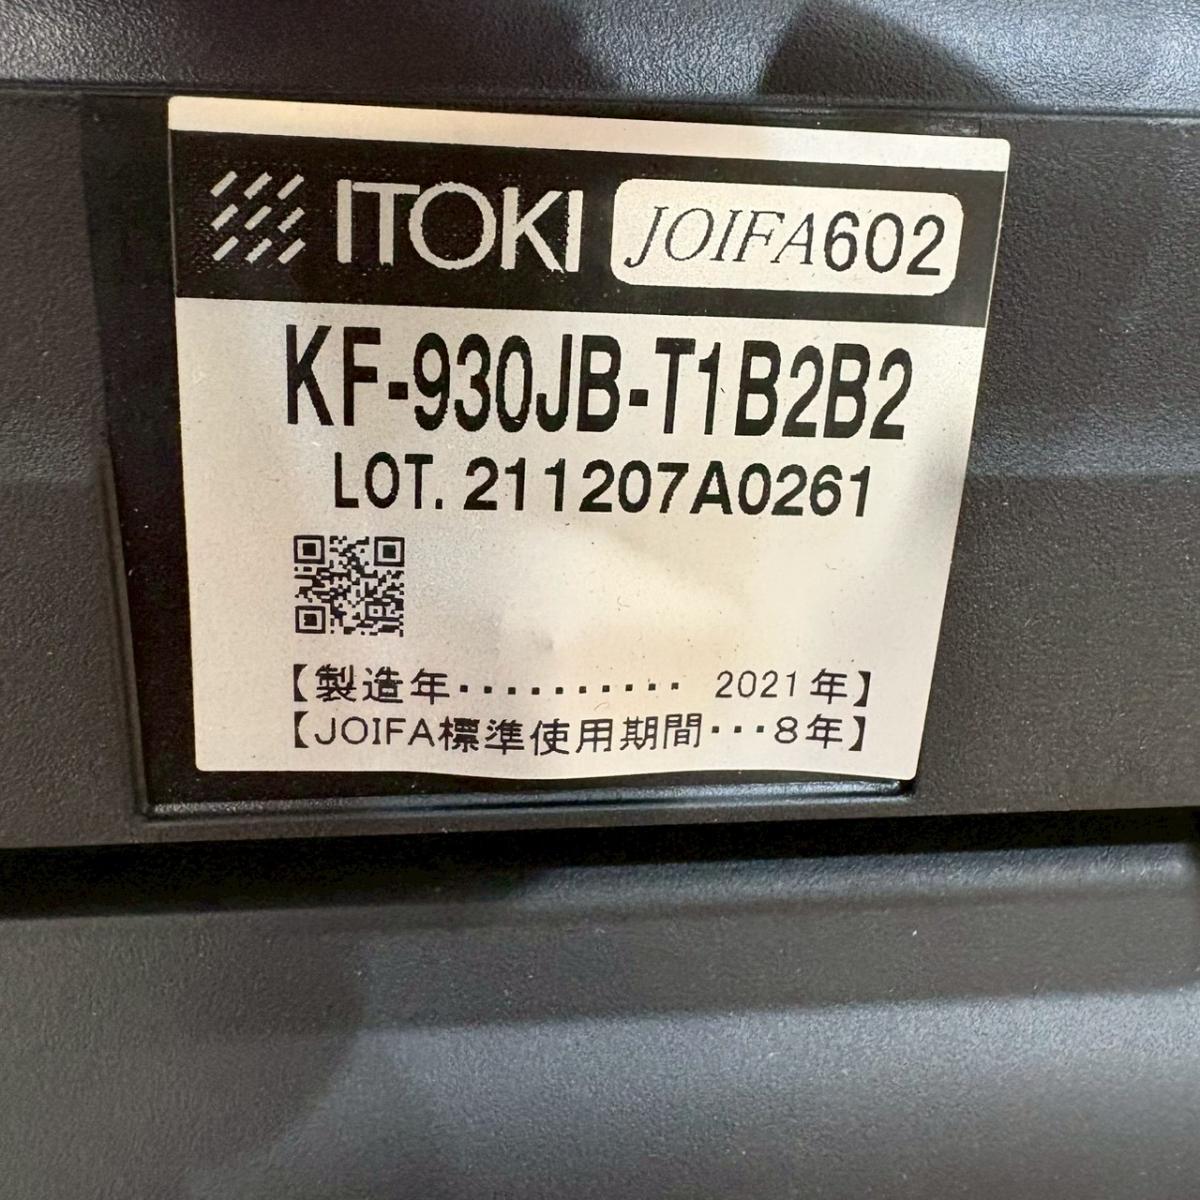 ITOKI JOIFA602
KF-930JB-T1B2B2
LOT. 211207A0261
【製造年・・・・・・・・・・ 2021年】
【JOIFA標準使用期間・・・8年】